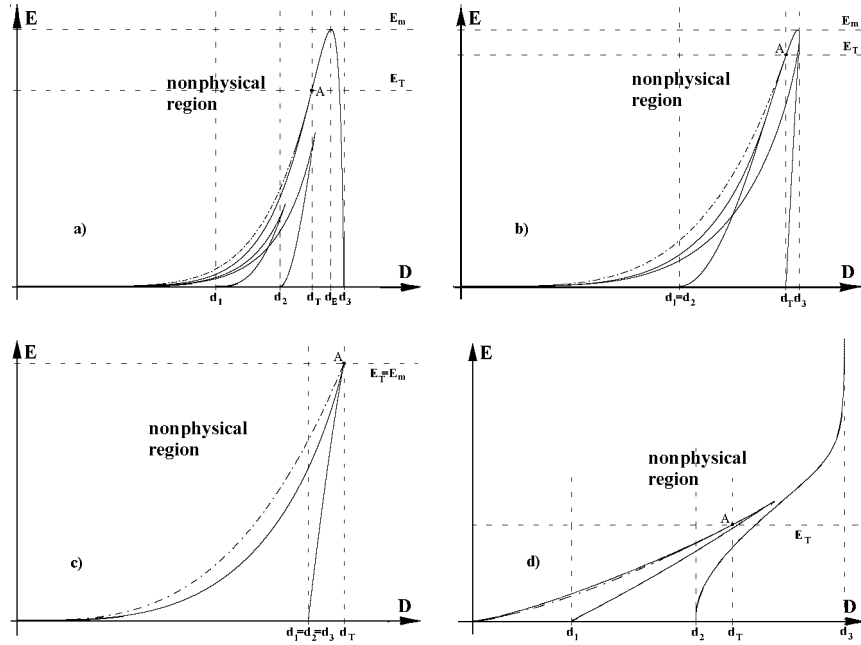 E
E_m
E_T
A
nonphysical
region
a)
D
d_1
d_2
d_T
d_E
d_3
E
E_m
E_T
A
nonphysical
region
b)
D
d_1=d_2
d_T
d_3
E
A
E_T=E_m
nonphysical
region
c)
D
d_1=d_2=d_3
d_T
E
nonphysical
region
A
E_T
d)
D
d_1
d_2
d_T
d_3